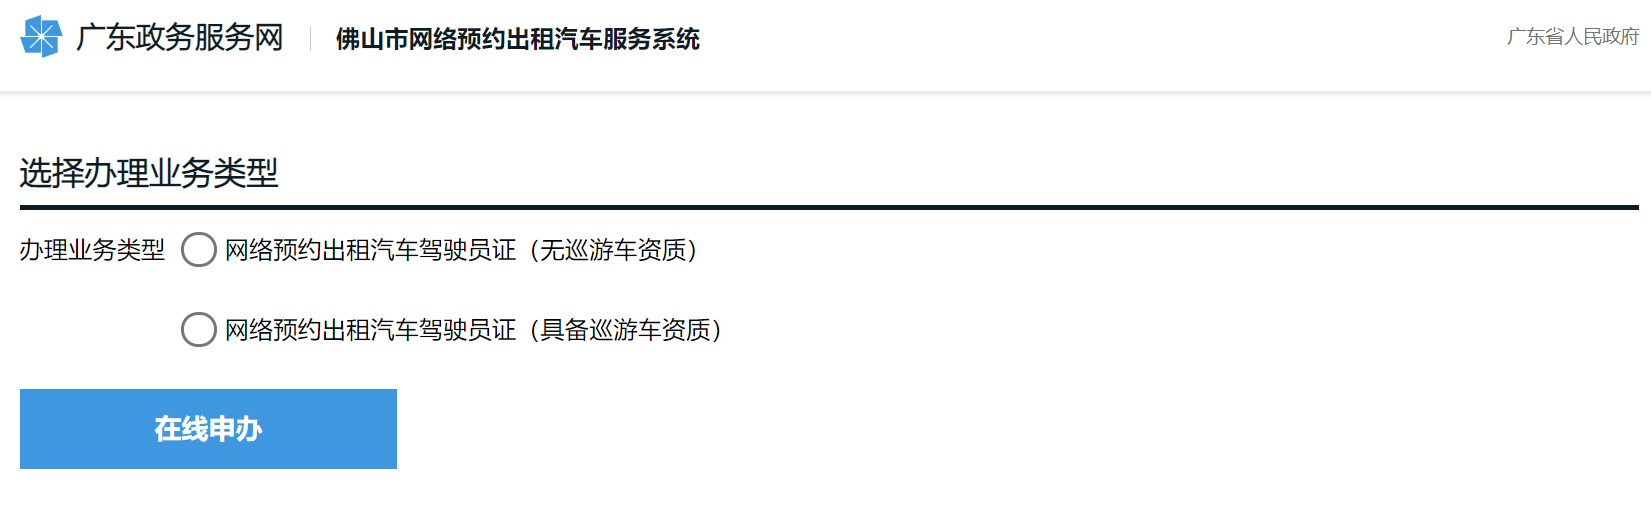 广东政务服务网
佛山市网络预约出租汽车服务系统
广东省人民政府
选择办理业务类型
办理业务类型 网络预约出租汽车驾驶员证（无巡游车资质）
网络预约出租汽车驾驶员证（具备巡游车资质）
在线申办